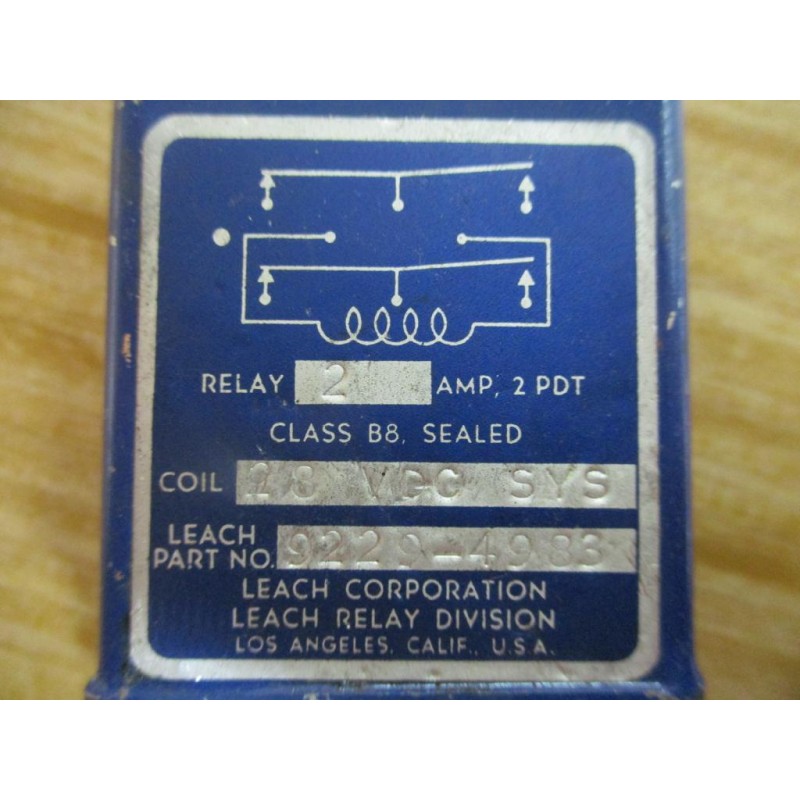 RELAY 2 AMP, 2 PDT
CLASS B8, SEALED
COIL 28 VDC SYS
LEACH
PART NO. 9229-4983
LEACH CORPORATION
LEACH RELAY DIVISION
LOS ANGELES, CALIF., U.S.A.